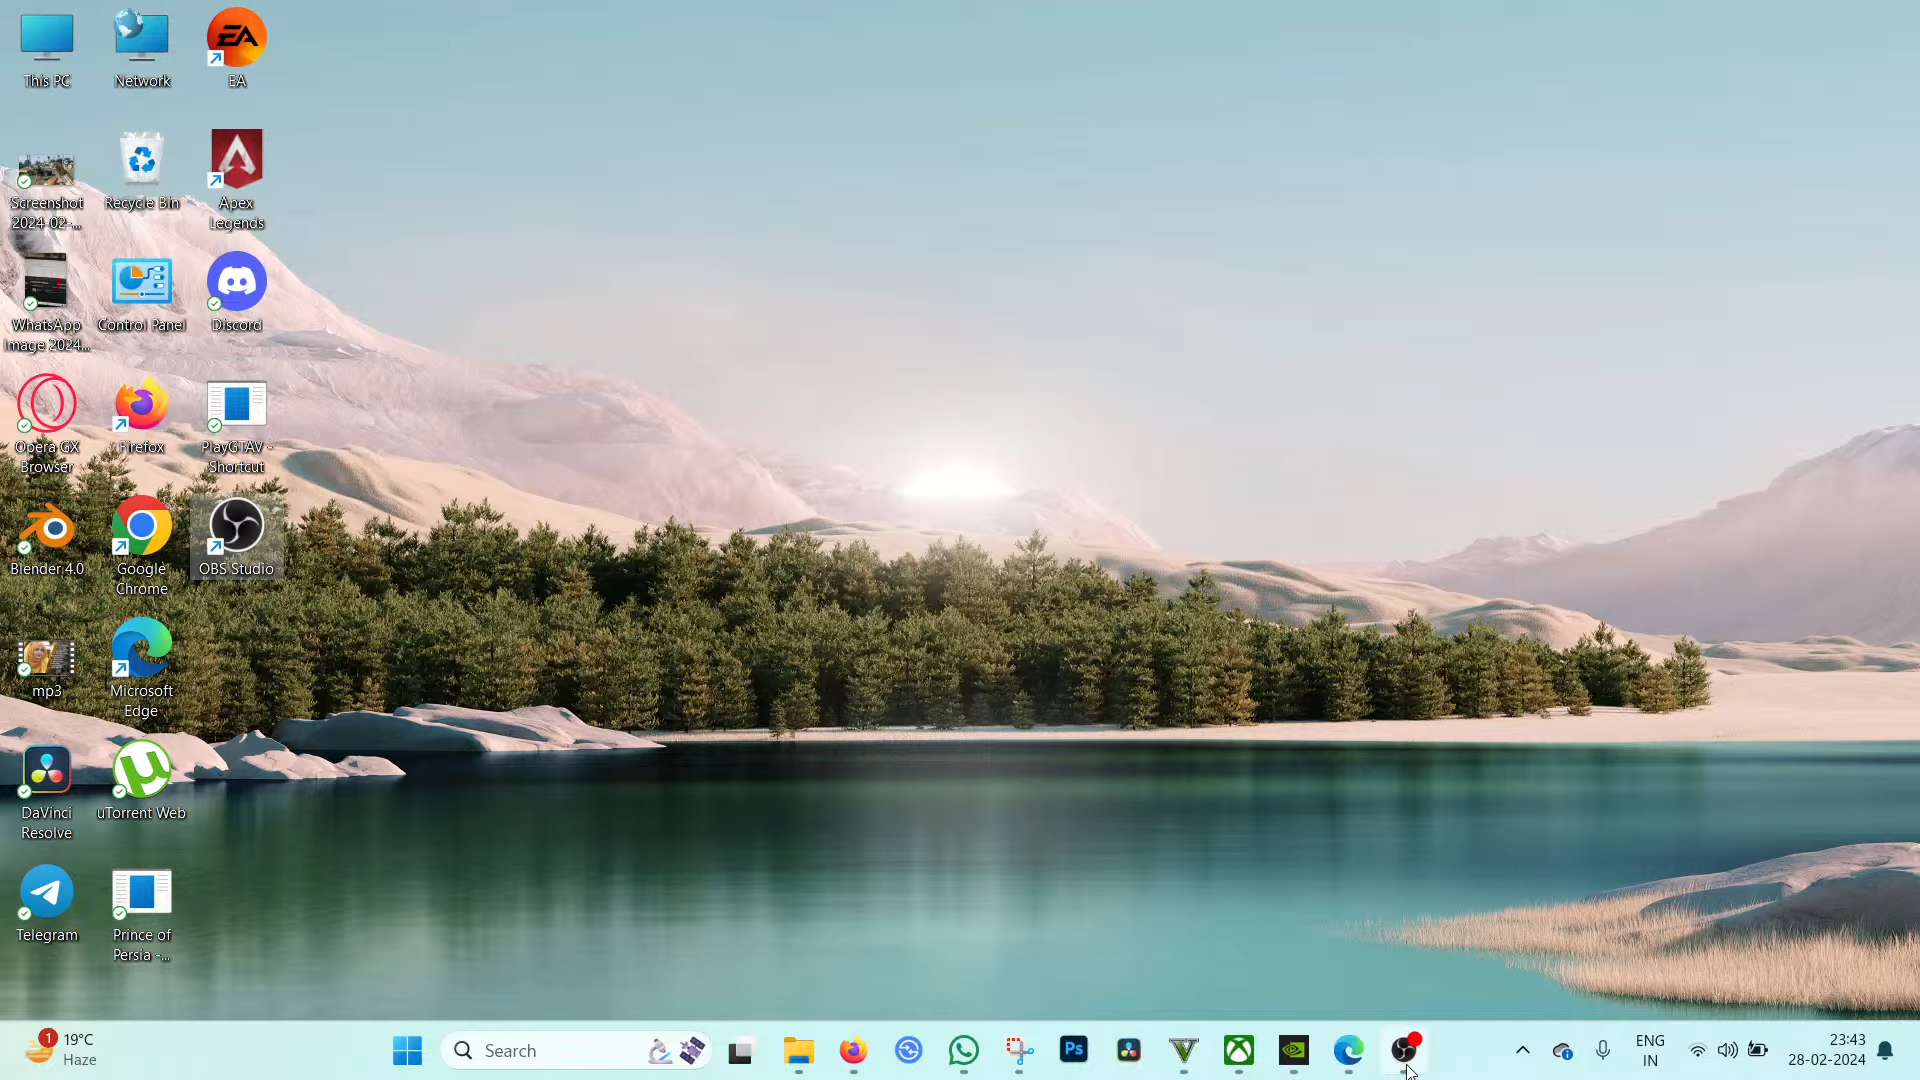 This PC
Network
EA
Screenshot
2024-02-...
Recycle Bin
Apex
Legends
WhatsApp
Image 2024...
Control Panel
Discord
Opera GX
Browser
Firefox
PlayGTAV -
Shortcut
Blender 4.0
Google
Chrome
OBS Studio
mp3
Microsoft
Edge
DaVinci
Resolve
uTorrent Web
Telegram
Prince of
Persia -...
1
19°C
Haze
Search
Ps
ENG
IN
23:43
28-02-2024